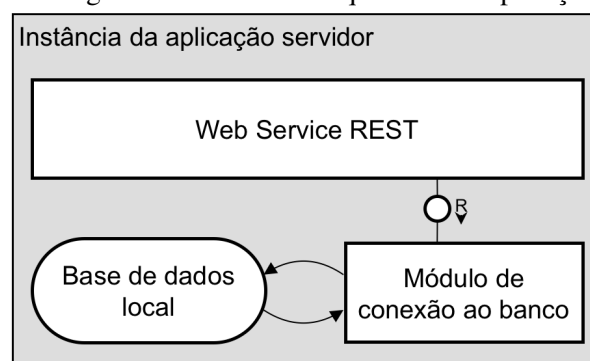 Instância da aplicação servidor
Web Service REST
R
Base de dados
local
Módulo de
conexão ao banco